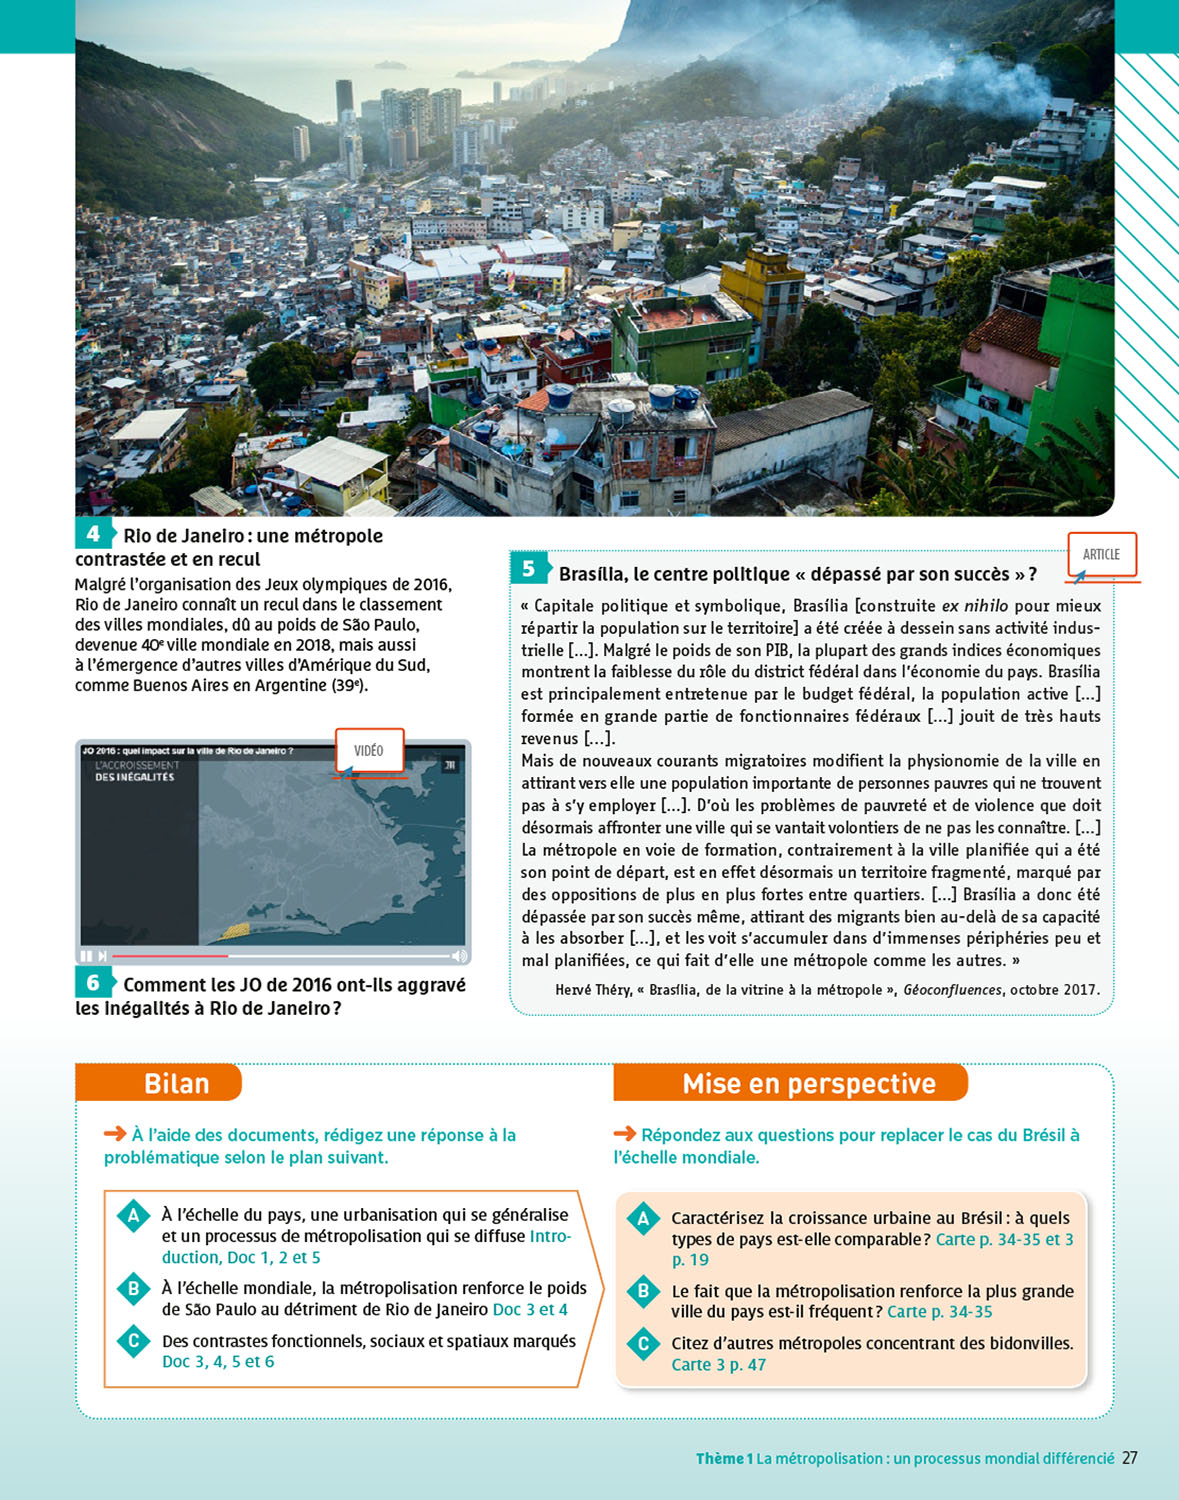 4 Rio de Janeiro : une métropole
contrastée et en recul
Malgré l'organisation des Jeux olympiques de 2016,
Rio de Janeiro connaît un recul dans le classement
des villes mondiales, dû au poids de São Paulo,
devenue 40e ville mondiale en 2018, mais aussi
à l'émergence d'autres villes d'Amérique du Sud,
comme Buenos Aires en Argentine (39e).
JO 2016 : quel impact sur la ville de Rio de Janeiro ?
VIDÉO
L'ACCROISSEMENT
DES INÉGALITÉS
6 Comment les JO de 2016 ont-ils aggravé
les inégalités à Rio de Janeiro ?
ARTICLE
5 Brasília, le centre politique « dépassé par son succès » ?
« Capitale politique et symbolique, Brasília [construite ex nihilo pour mieux
répartir la population sur le territoire] a été créée à dessein sans activité indus-
trielle [...]. Malgré le poids de son PIB, la plupart des grands indices économiques
montrent la faiblesse du rôle du district fédéral dans l'économie du pays. Brasília
est principalement entretenue par le budget fédéral, la population active [...]
formée en grande partie de fonctionnaires fédéraux [...] jouit de très hauts
revenus [...].
Mais de nouveaux courants migratoires modifient la physionomie de la ville en
attirant vers elle une population importante de personnes pauvres qui ne trouvent
pas à s'y employer [...]. D'où les problèmes de pauvreté et de violence que doit
désormais affronter une ville qui se vantait volontiers de ne pas les connaître. [...]
La métropole en voie de formation, contrairement à la ville planifiée qui a été
son point de départ, est en effet désormais un territoire fragmenté, marqué par
des oppositions de plus en plus fortes entre quartiers. [...] Brasília a donc été
dépassée par son succès même, attirant des migrants bien au-delà de sa capacité
à les absorber [...], et les voit s'accumuler dans d'immenses périphéries peu et
mal planifiées, ce qui fait d'elle une métropole comme les autres. »
Hervé Théry, « Brasília, de la vitrine à la métropole », Géoconfluences, octobre 2017.
Bilan
À l'aide des documents, rédigez une réponse à la
problématique selon le plan suivant.
A À l'échelle du pays, une urbanisation qui se généralise
et un processus de métropolisation qui se diffuse Intro-
duction, Doc 1, 2 et 5
B À l'échelle mondiale, la métropolisation renforce le poids
de São Paulo au détriment de Rio de Janeiro Doc 3 et 4
C Des contrastes fonctionnels, sociaux et spatiaux marqués
Doc 3, 4, 5 et 6
Mise en perspective
Répondez aux questions pour replacer le cas du Brésil à
l'échelle mondiale.
A Caractérisez la croissance urbaine au Brésil : à quels
types de pays est-elle comparable ? Carte p. 34-35 et 3
p. 19
B Le fait que la métropolisation renforce la plus grande
ville du pays est-il fréquent ? Carte p. 34-35
C Citez d'autres métropoles concentrant des bidonvilles.
Carte 3 p. 47
Thème 1 La métropolisation : un processus mondial différencié 27